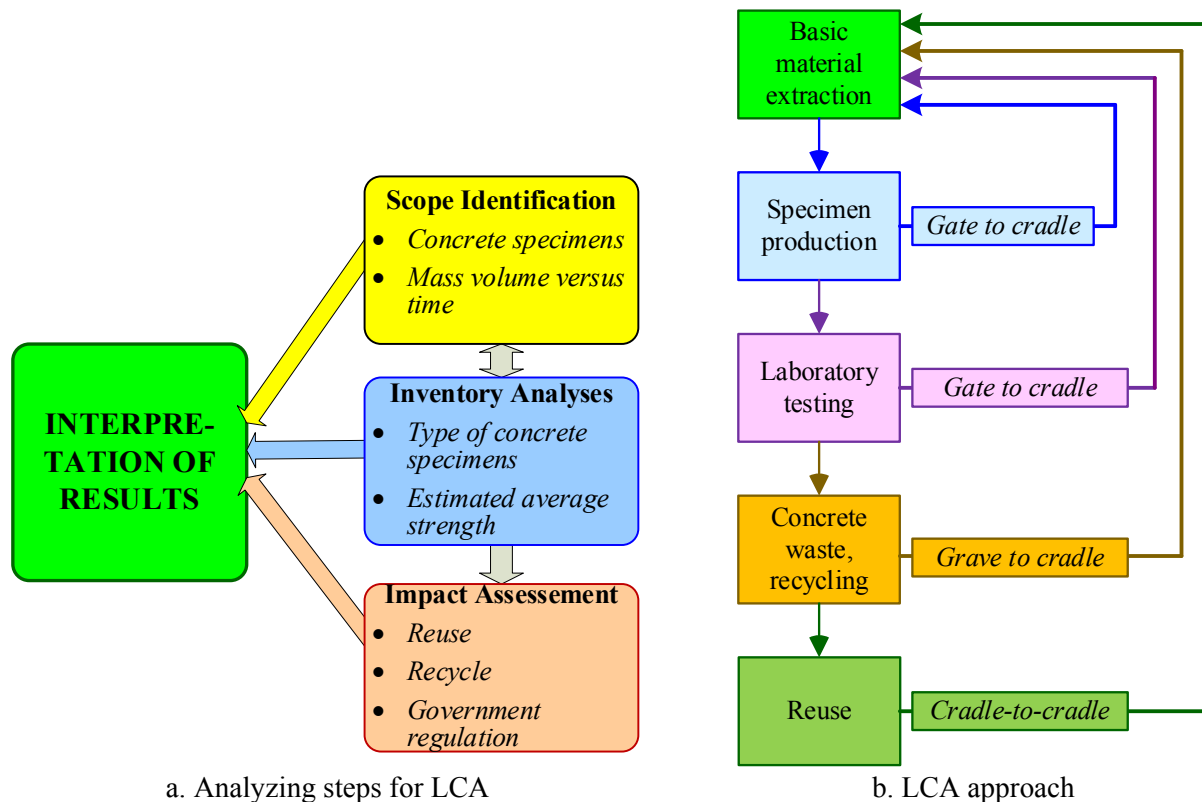 Scope Identification
• Concrete specimens
• Mass volume versus
time
INTERPRE-
TATION OF
RESULTS
Inventory Analyses
• Type of concrete
specimens
• Estimated average
strength
Impact Assessement
• Reuse
• Recycle
• Government
regulation
a. Analyzing steps for LCA
Basic
material
extraction
Specimen
production
Gate to cradle
Laboratory
testing
Gate to cradle
Concrete
waste,
recycling
Grave to cradle
Reuse
Cradle-to-cradle
b. LCA approach